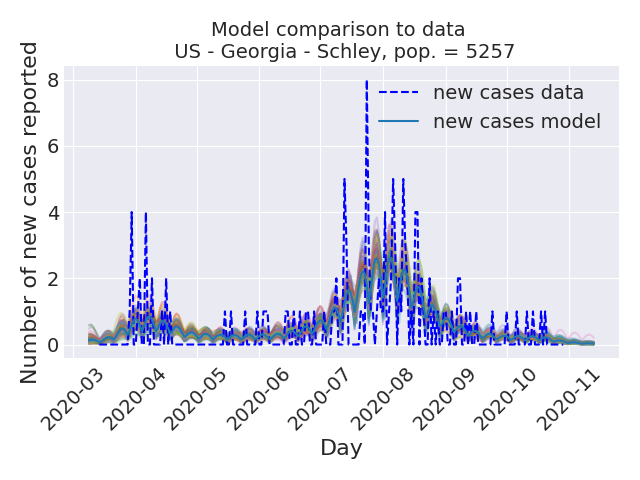 Model comparison to data
US - Georgia - Schley, pop. = 5257
Number of new cases reported
8
6
4
2
0
new cases data
new cases model
2020-03
2020-04
2020-05
2020-06
2020-07
2020-08
2020-09
2020-10
2020-11
Day